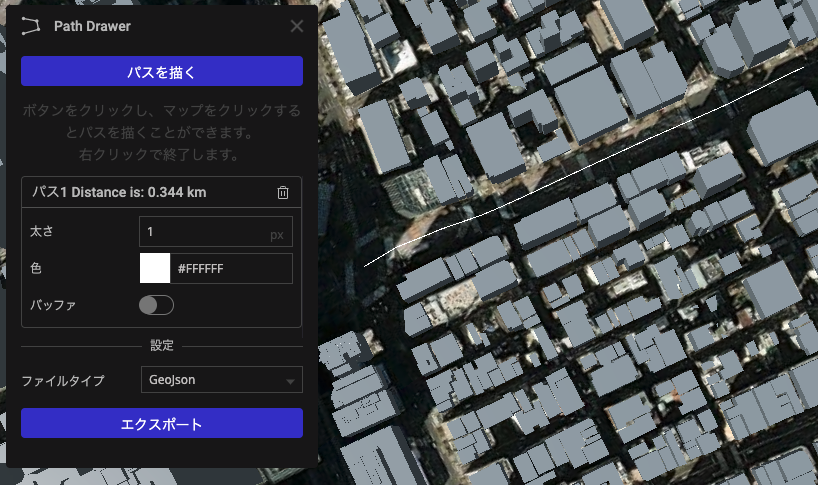 Path Drawer
パスを描く
ボタンをクリックし、マップをクリックする
とパスを描くことができます。
右クリックで終了します。
パス1 Distance is: 0.344 km
太さ
1
px
色
#FFFFFF
バッファ
設定
ファイルタイプ
GeoJson
エクスポート